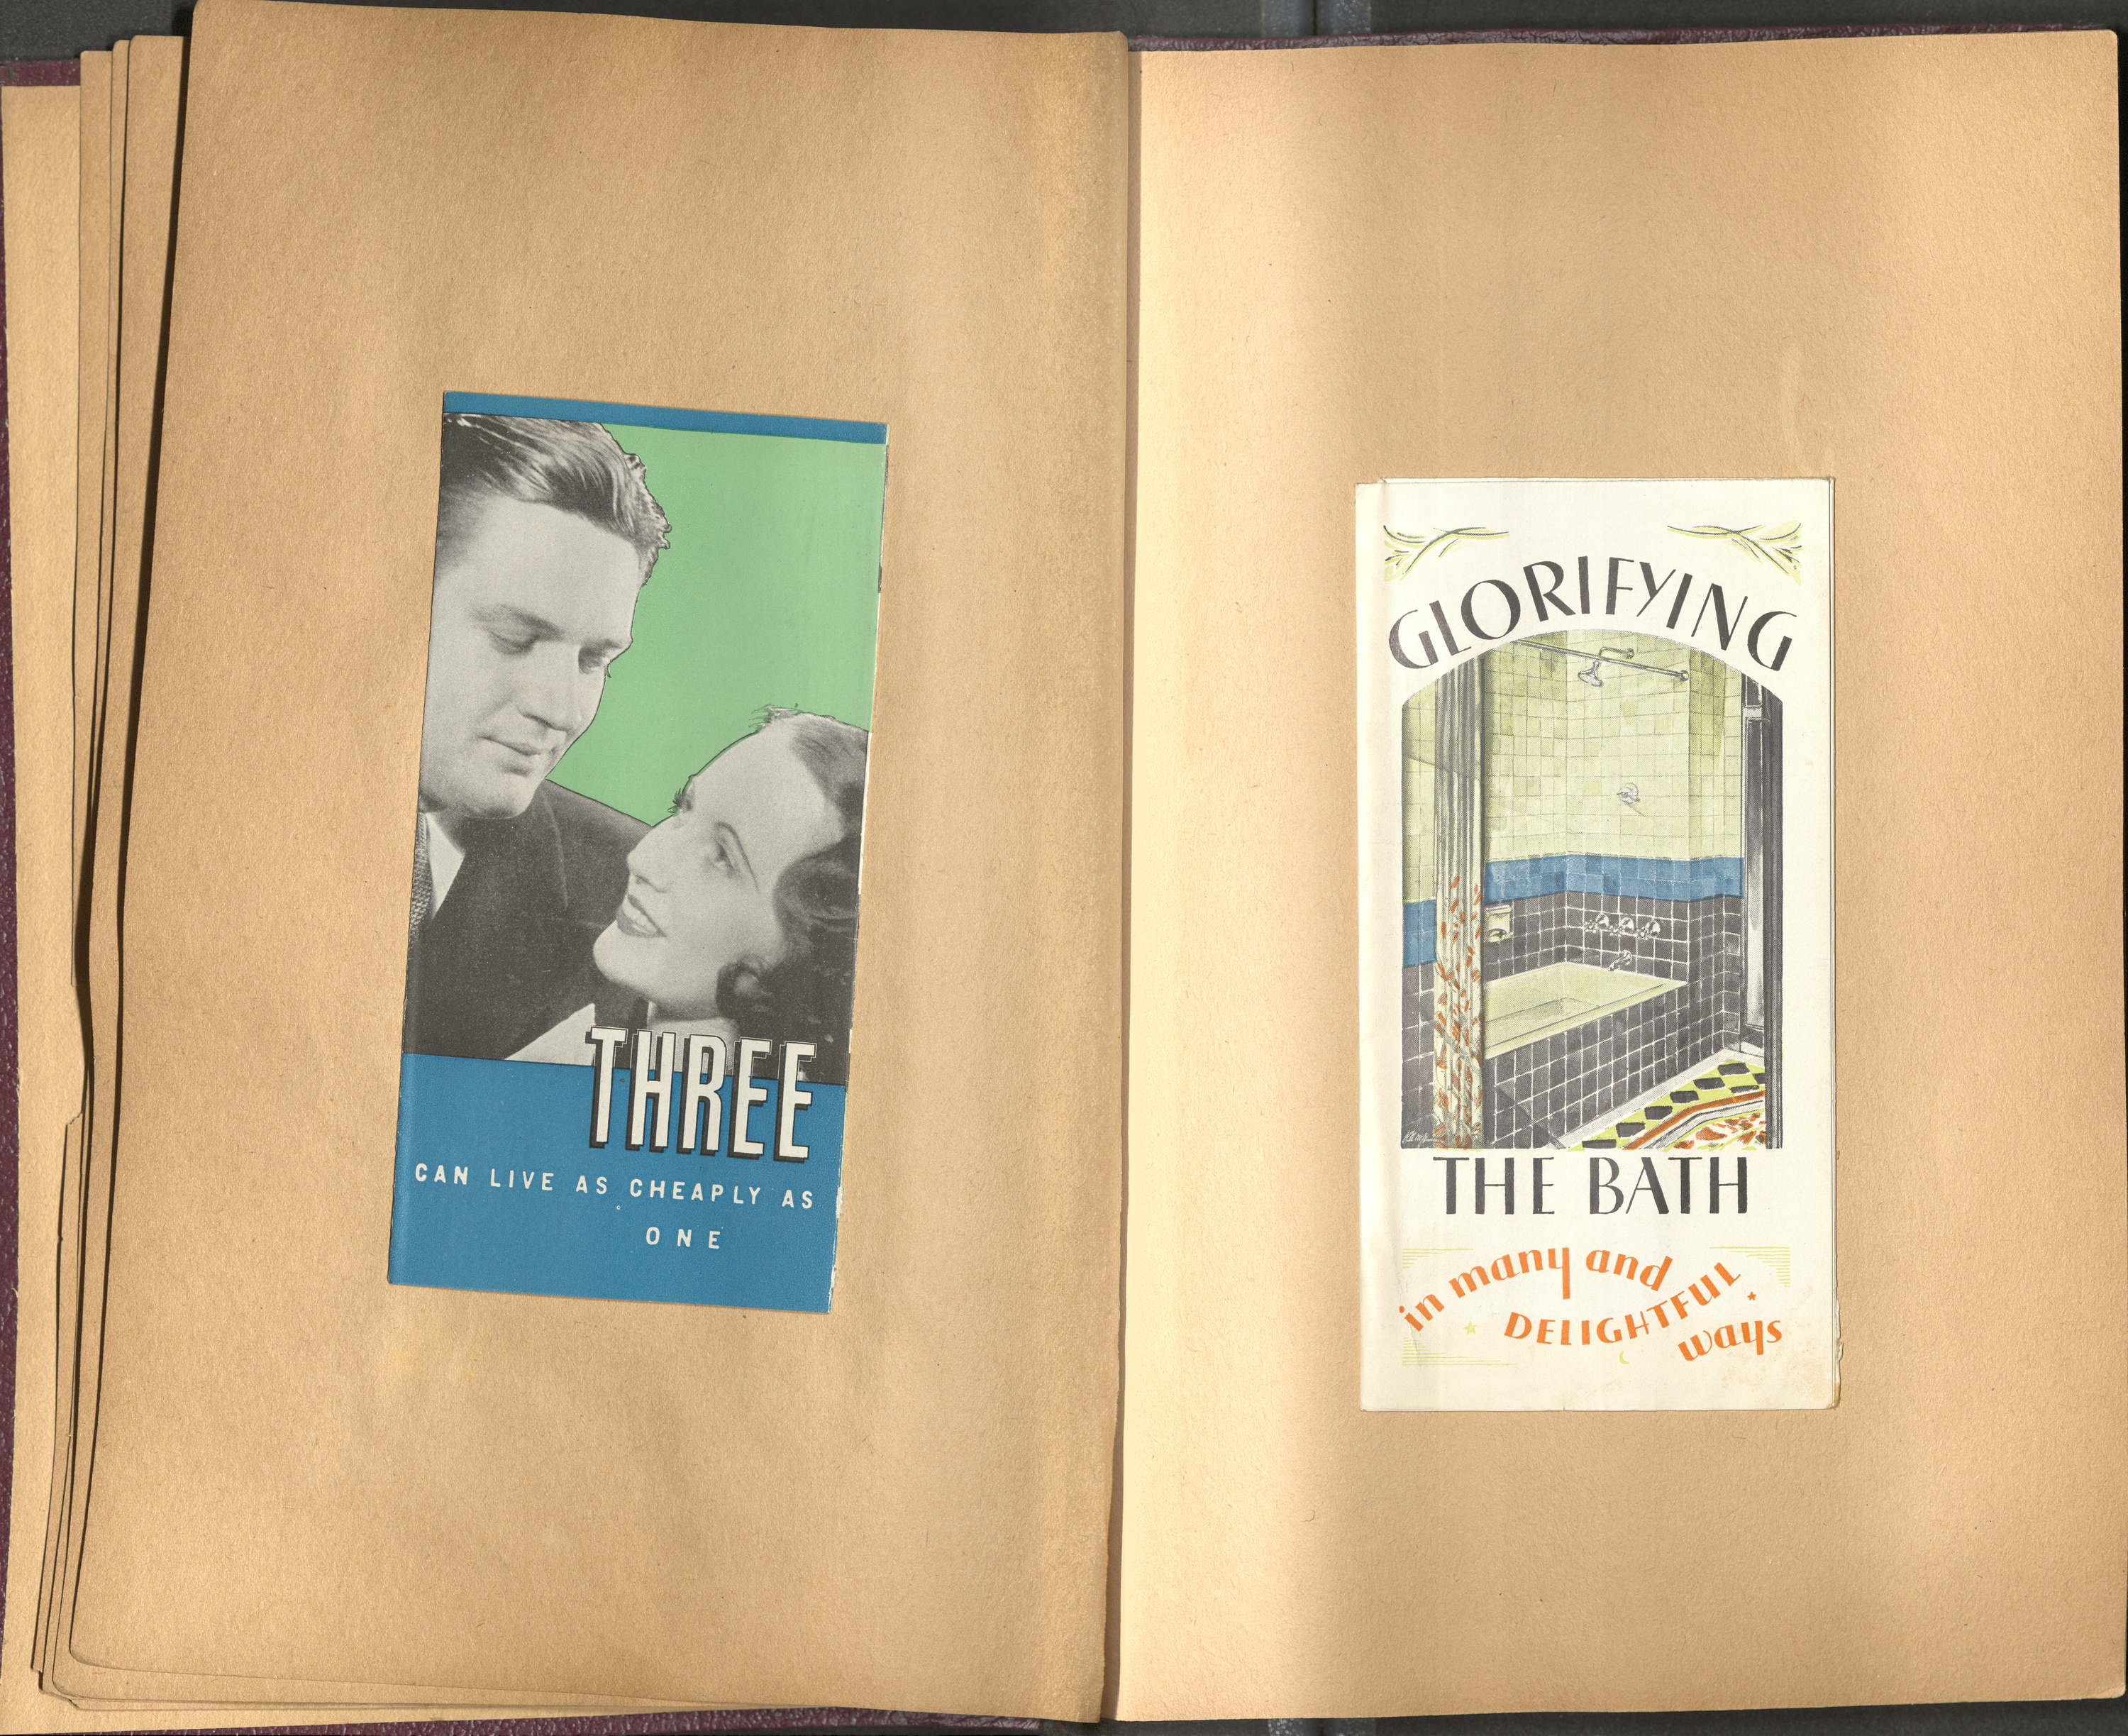 THREE
CAN LIVE AS CHEAPLY AS
ONE
GLORIFYING
THE BATH
in many and
DELIGHTFUL
ways